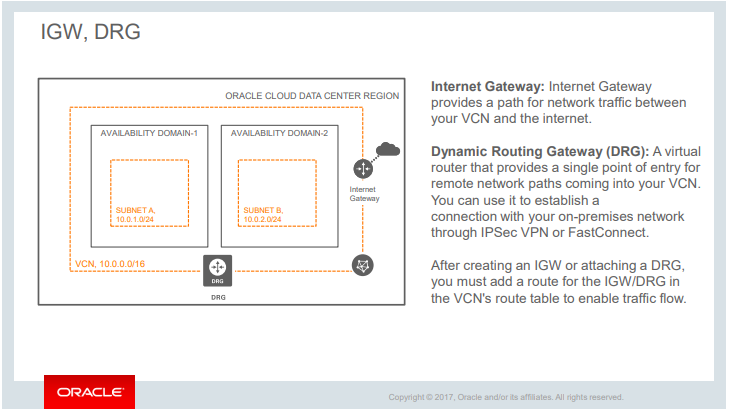 IGW, DRG
ORACLE CLOUD DATA CENTER REGION
AVAILABILITY DOMAIN-1
AVAILABILITY DOMAIN-2
SUBNET A,
10.0.1.0/24
SUBNET B,
10.0.2.0/24
Internet
Gateway
VCN, 10.0.0.0/16
DRG
DRG
Internet Gateway: Internet Gateway
provides a path for network traffic between
your VCN and the internet.
Dynamic Routing Gateway (DRG): A virtual
router that provides a single point of entry for
remote network paths coming into your VCN.
You can use it to establish a
connection with your on-premises network
through IPSec VPN or FastConnect.
After creating an IGW or attaching a DRG,
you must add a route for the IGW/DRG in
the VCN's route table to enable traffic flow.
ORACLE
Copyright © 2017, Oracle and/or its affiliates. All rights reserved.